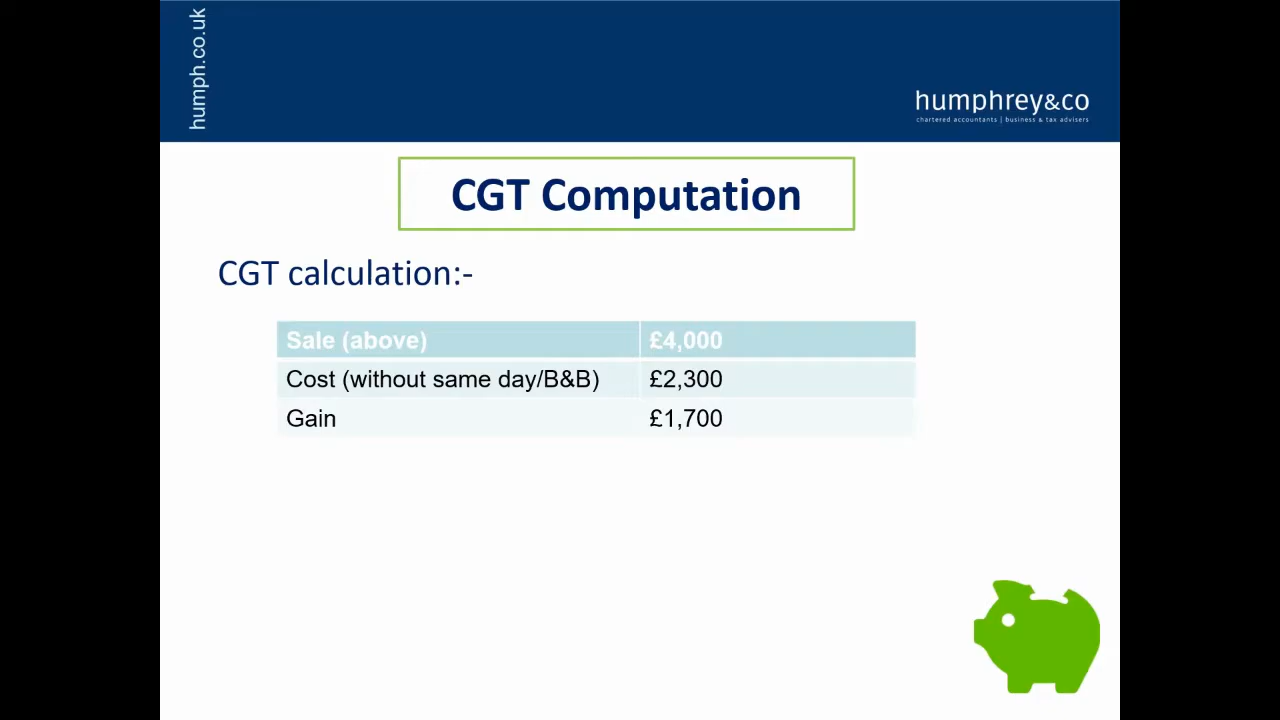 humph.co.uk
humphrey&co
chartered accountants | business & tax advisers
CGT Computation
CGT calculation:-
Sale (above) £4,000
Cost (without same day/B&B) £2,300
Gain £1,700